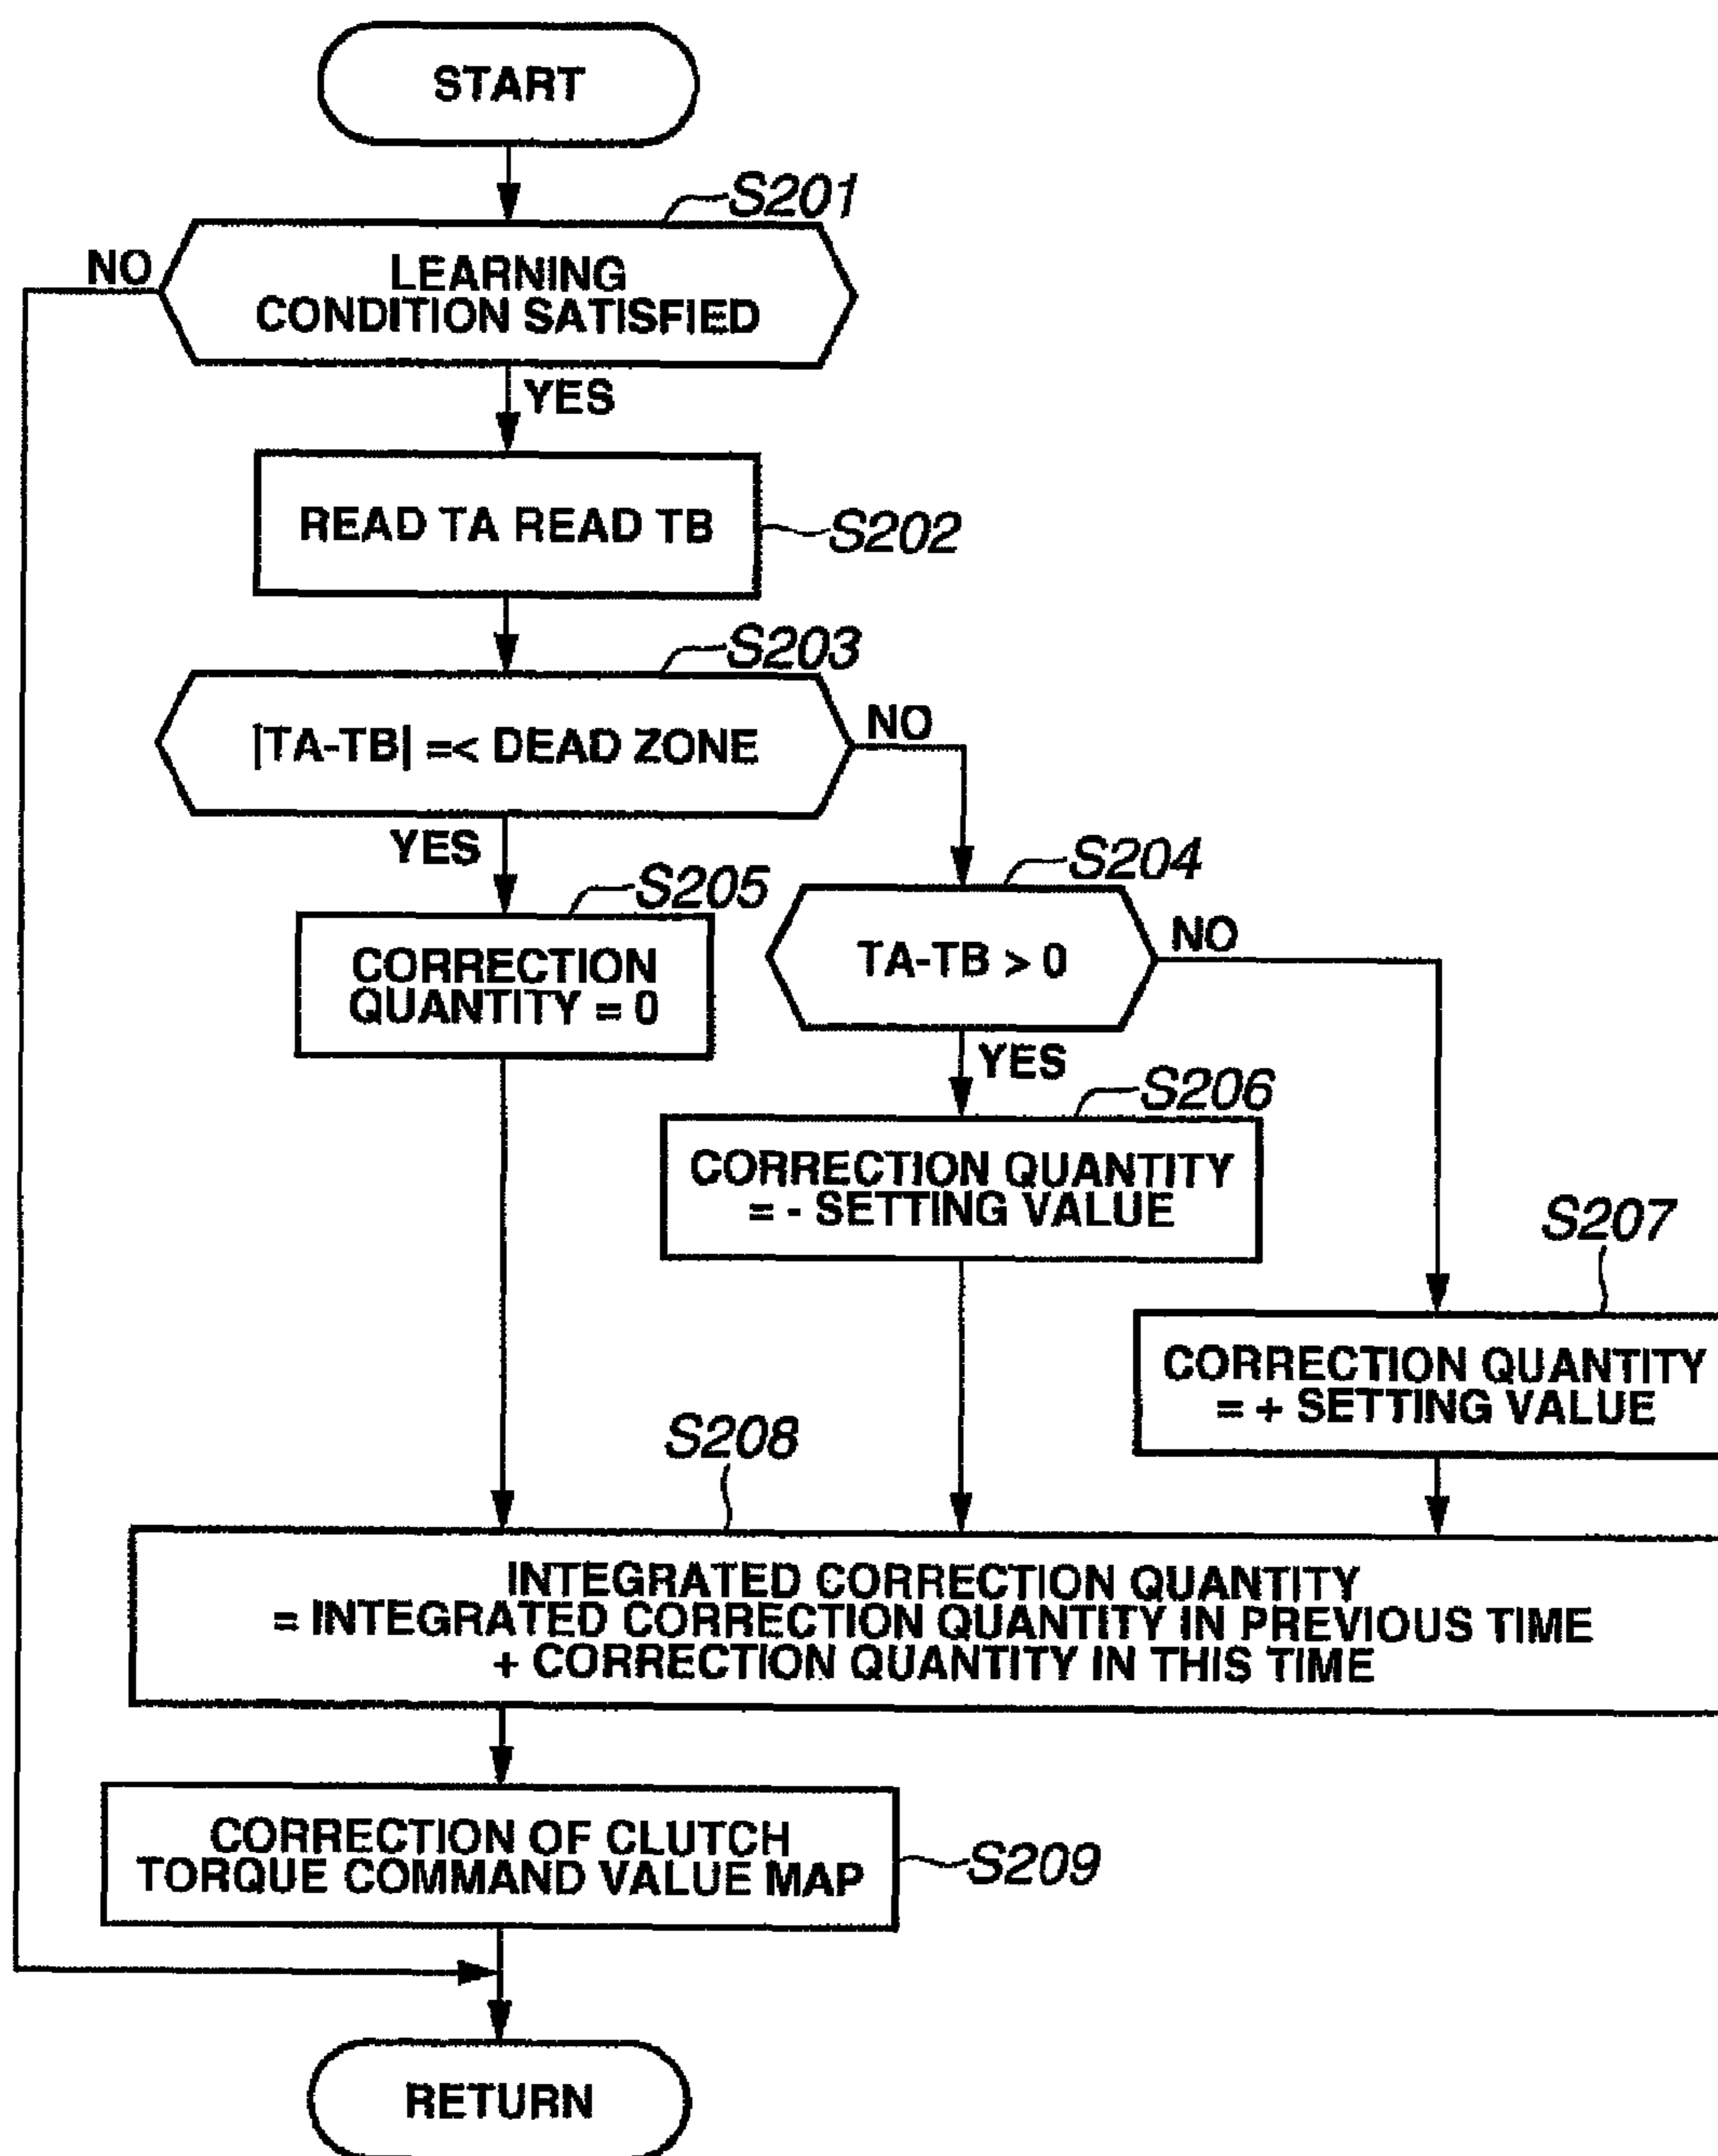 START
S201
NO
LEARNING
CONDITION SATISFIED
YES
READ TA READ TB
S202
S203
|TA-TB| =< DEAD ZONE
NO
YES
S204
S205
TA-TB > 0
NO
CORRECTION
QUANTITY = 0
YES
S206
CORRECTION QUANTITY
= - SETTING VALUE
S207
CORRECTION QUANTITY
= + SETTING VALUE
S208
INTEGRATED CORRECTION QUANTITY
= INTEGRATED CORRECTION QUANTITY IN PREVIOUS TIME
+ CORRECTION QUANTITY IN THIS TIME
CORRECTION OF CLUTCH
TORQUE COMMAND VALUE MAP
S209
RETURN